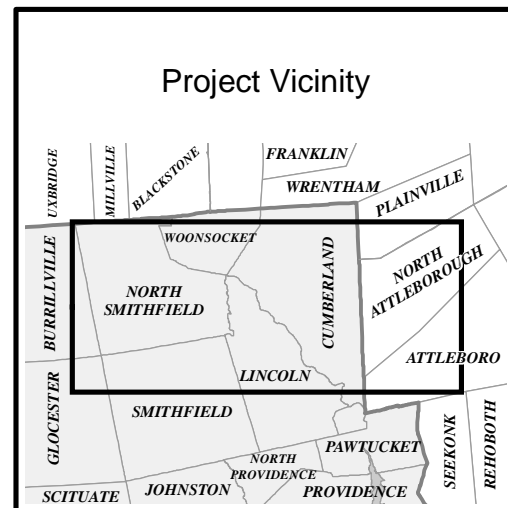 Project Vicinity
UXBRIDGE
MILLVILLE
BLACKSTONE
FRANKLIN
WRENTHAM
PLAINVILLE
WOONSOCKET
BURRILLVILLE
NORTH
SMITHFIELD
CUMBERLAND
NORTH
ATTLEBOROUGH
ATTLEBORO
LINCOLN
GLOCESTER
SMITHFIELD
SEEKONK
REHOBOTH
PAWTUCKET
NORTH
PROVIDENCE
SCITUATE
JOHNSTON
PROVIDENCE